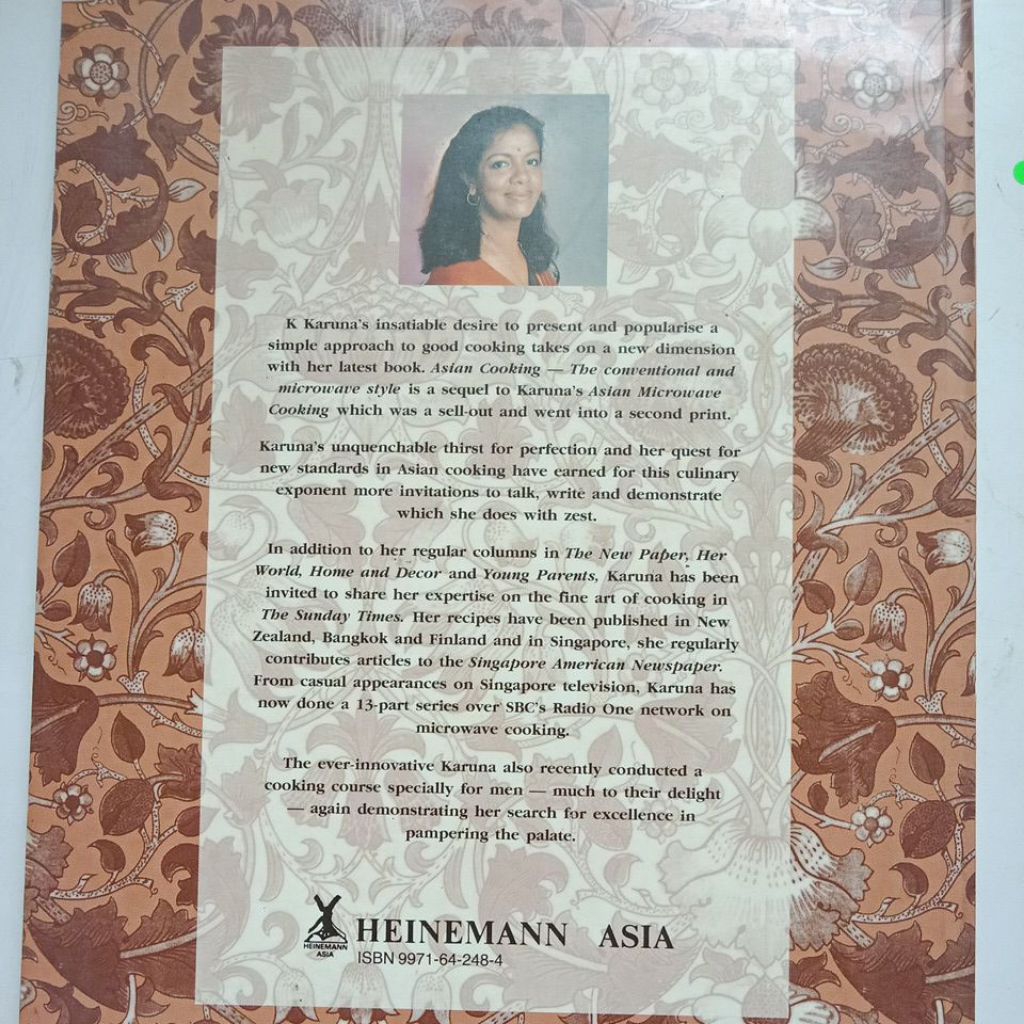 K Karuna's insatiable desire to present and popularise a
simple approach to good cooking takes on a new dimension
with her latest book. Asian Cooking — The conventional and
microwave style is a sequel to Karuna's Asian Microwave
Cooking which was a sell-out and went into a second print.
Karuna's unquenchable thirst for perfection and her quest for
new standards in Asian cooking have earned for this culinary
exponent more invitations to talk, write and demonstrate
which she does with zest.
In addition to her regular columns in The New Paper, Her
World, Home and Decor and Young Parents, Karuna has been
invited to share her expertise on the fine art of cooking in
The Sunday Times. Her recipes have been published in New
Zealand, Bangkok and Finland and in Singapore, she regularly
contributes articles to the Singapore American Newspaper.
From casual appearances on Singapore television, Karuna has
now done a 13-part series over SBC's Radio One network on
microwave cooking.
The ever-innovative Karuna also recently conducted a
cooking course specially for men — much to their delight
— again demonstrating her search for excellence in
pampering the palate.
HEINEMANN
ASIA
HEINEMANN ASIA
ISBN 9971-64-248-4